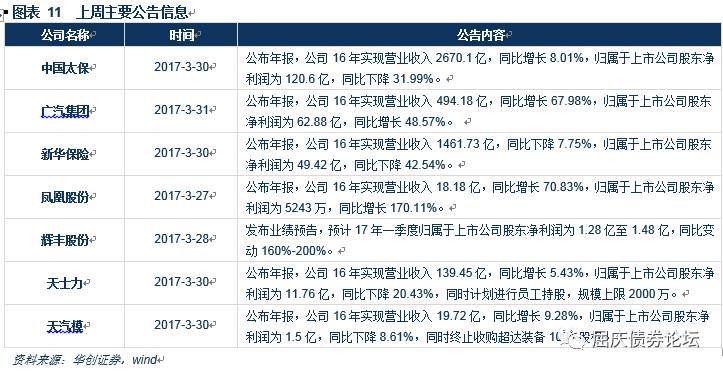 图表 11 上周主要公告信息
公司名称 时间 公告内容
中国太保 2017-3-30 公布年报，公司 16 年实现营业收入 2670.1 亿，同比增长 8.01%，归属于上市公司股东净
利润为 120.6 亿，同比下降 31.99%。
广汽集团 2017-3-31 公布年报，公司 16 年实现营业收入 494.18 亿，同比增长 67.98%，归属于上市公司股东
净利润为 62.88 亿，同比增长 48.57%。
新华保险 2017-3-30 公布年报，公司 16 年实现营业收入 1461.73 亿，同比下降 7.75%，归属于上市公司股东
净利润为 49.42 亿，同比下降 42.54%。
凤凰股份 2017-3-27 公布年报，公司 16 年实现营业收入 18.18 亿，同比增长 70.83%，归属于上市公司股东净
利润为 5243 万，同比增长 170.11%。
辉丰股份 2017-3-28 发布业绩预告，预计 17 年一季度归属于上市公司股东净利润为 1.28 亿至 1.48 亿，同比变
动 160%-200%。
天士力 2017-3-30 公布年报，公司 16 年实现营业收入 139.45 亿，同比增长 5.43%，归属于上市公司股东净
利润为 11.76 亿，同比下降 20.43%，同时计划进行员工持股，规模上限 2000 万。
天汽模 2017-3-30 公布年报，公司 16 年实现营业收入 19.72 亿，同比增长 9.28%，归属于上市公司股东净
利润为 1.5 亿，同比下降 8.61%，同时终止收购超达装备 10 股
屈庆债券论坛
资料来源：华创证券，wind